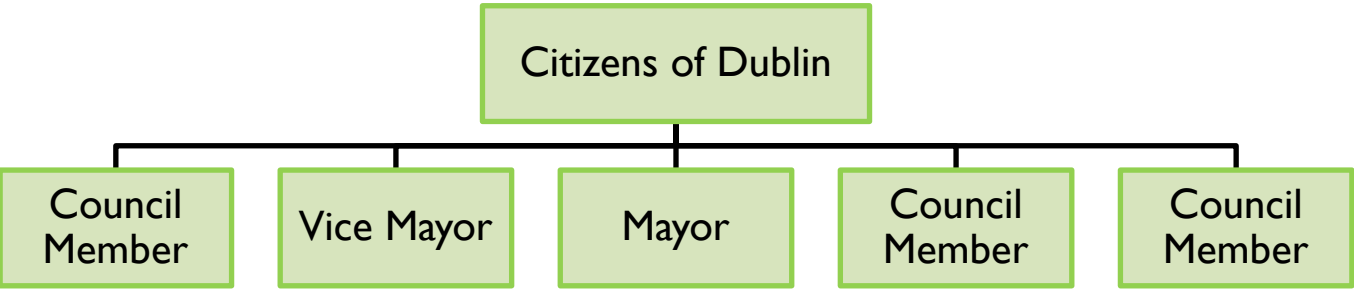 Citizens of Dublin
Council
Member
Vice Mayor
Mayor
Council
Member
Council
Member